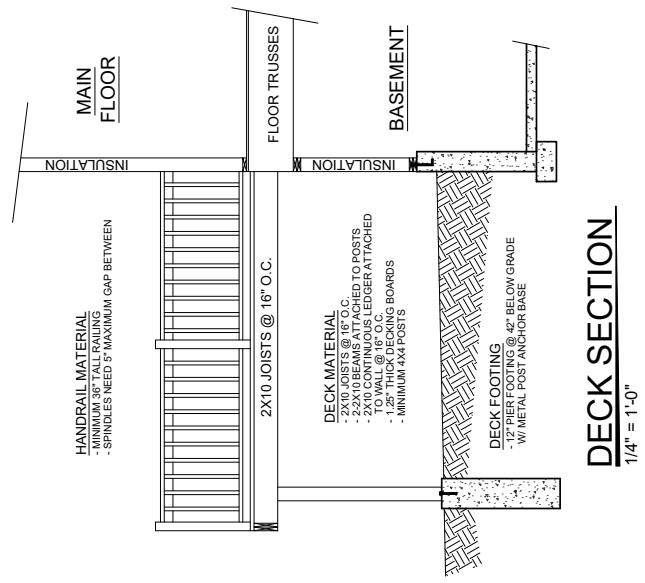 MAIN
FLOOR
INSULATION
FLOOR TRUSSES
BASEMENT
INSULATION
HANDRAIL MATERIAL
- MINIMUM 36" TALL RAILING
- SPINDLES NEED 5" MAXIMUM GAP BETWEEN
2X10 JOISTS @ 16" O.C.
DECK MATERIAL
- 2X10 JOISTS @ 16" O.C.
- 2-2X10 BEAMS ATTACHED TO POSTS
- 2X10 CONTINUOUS LEDGER ATTACHED
TO WALL @ 16" O.C.
- 1.25" THICK DECKING BOARDS
- MINIMUM 4X4 POSTS
DECK FOOTING
- 12" PIER FOOTING @ 42" BELOW GRADE
W/ METAL POST ANCHOR BASE
DECK SECTION
1/4" = 1'-0"